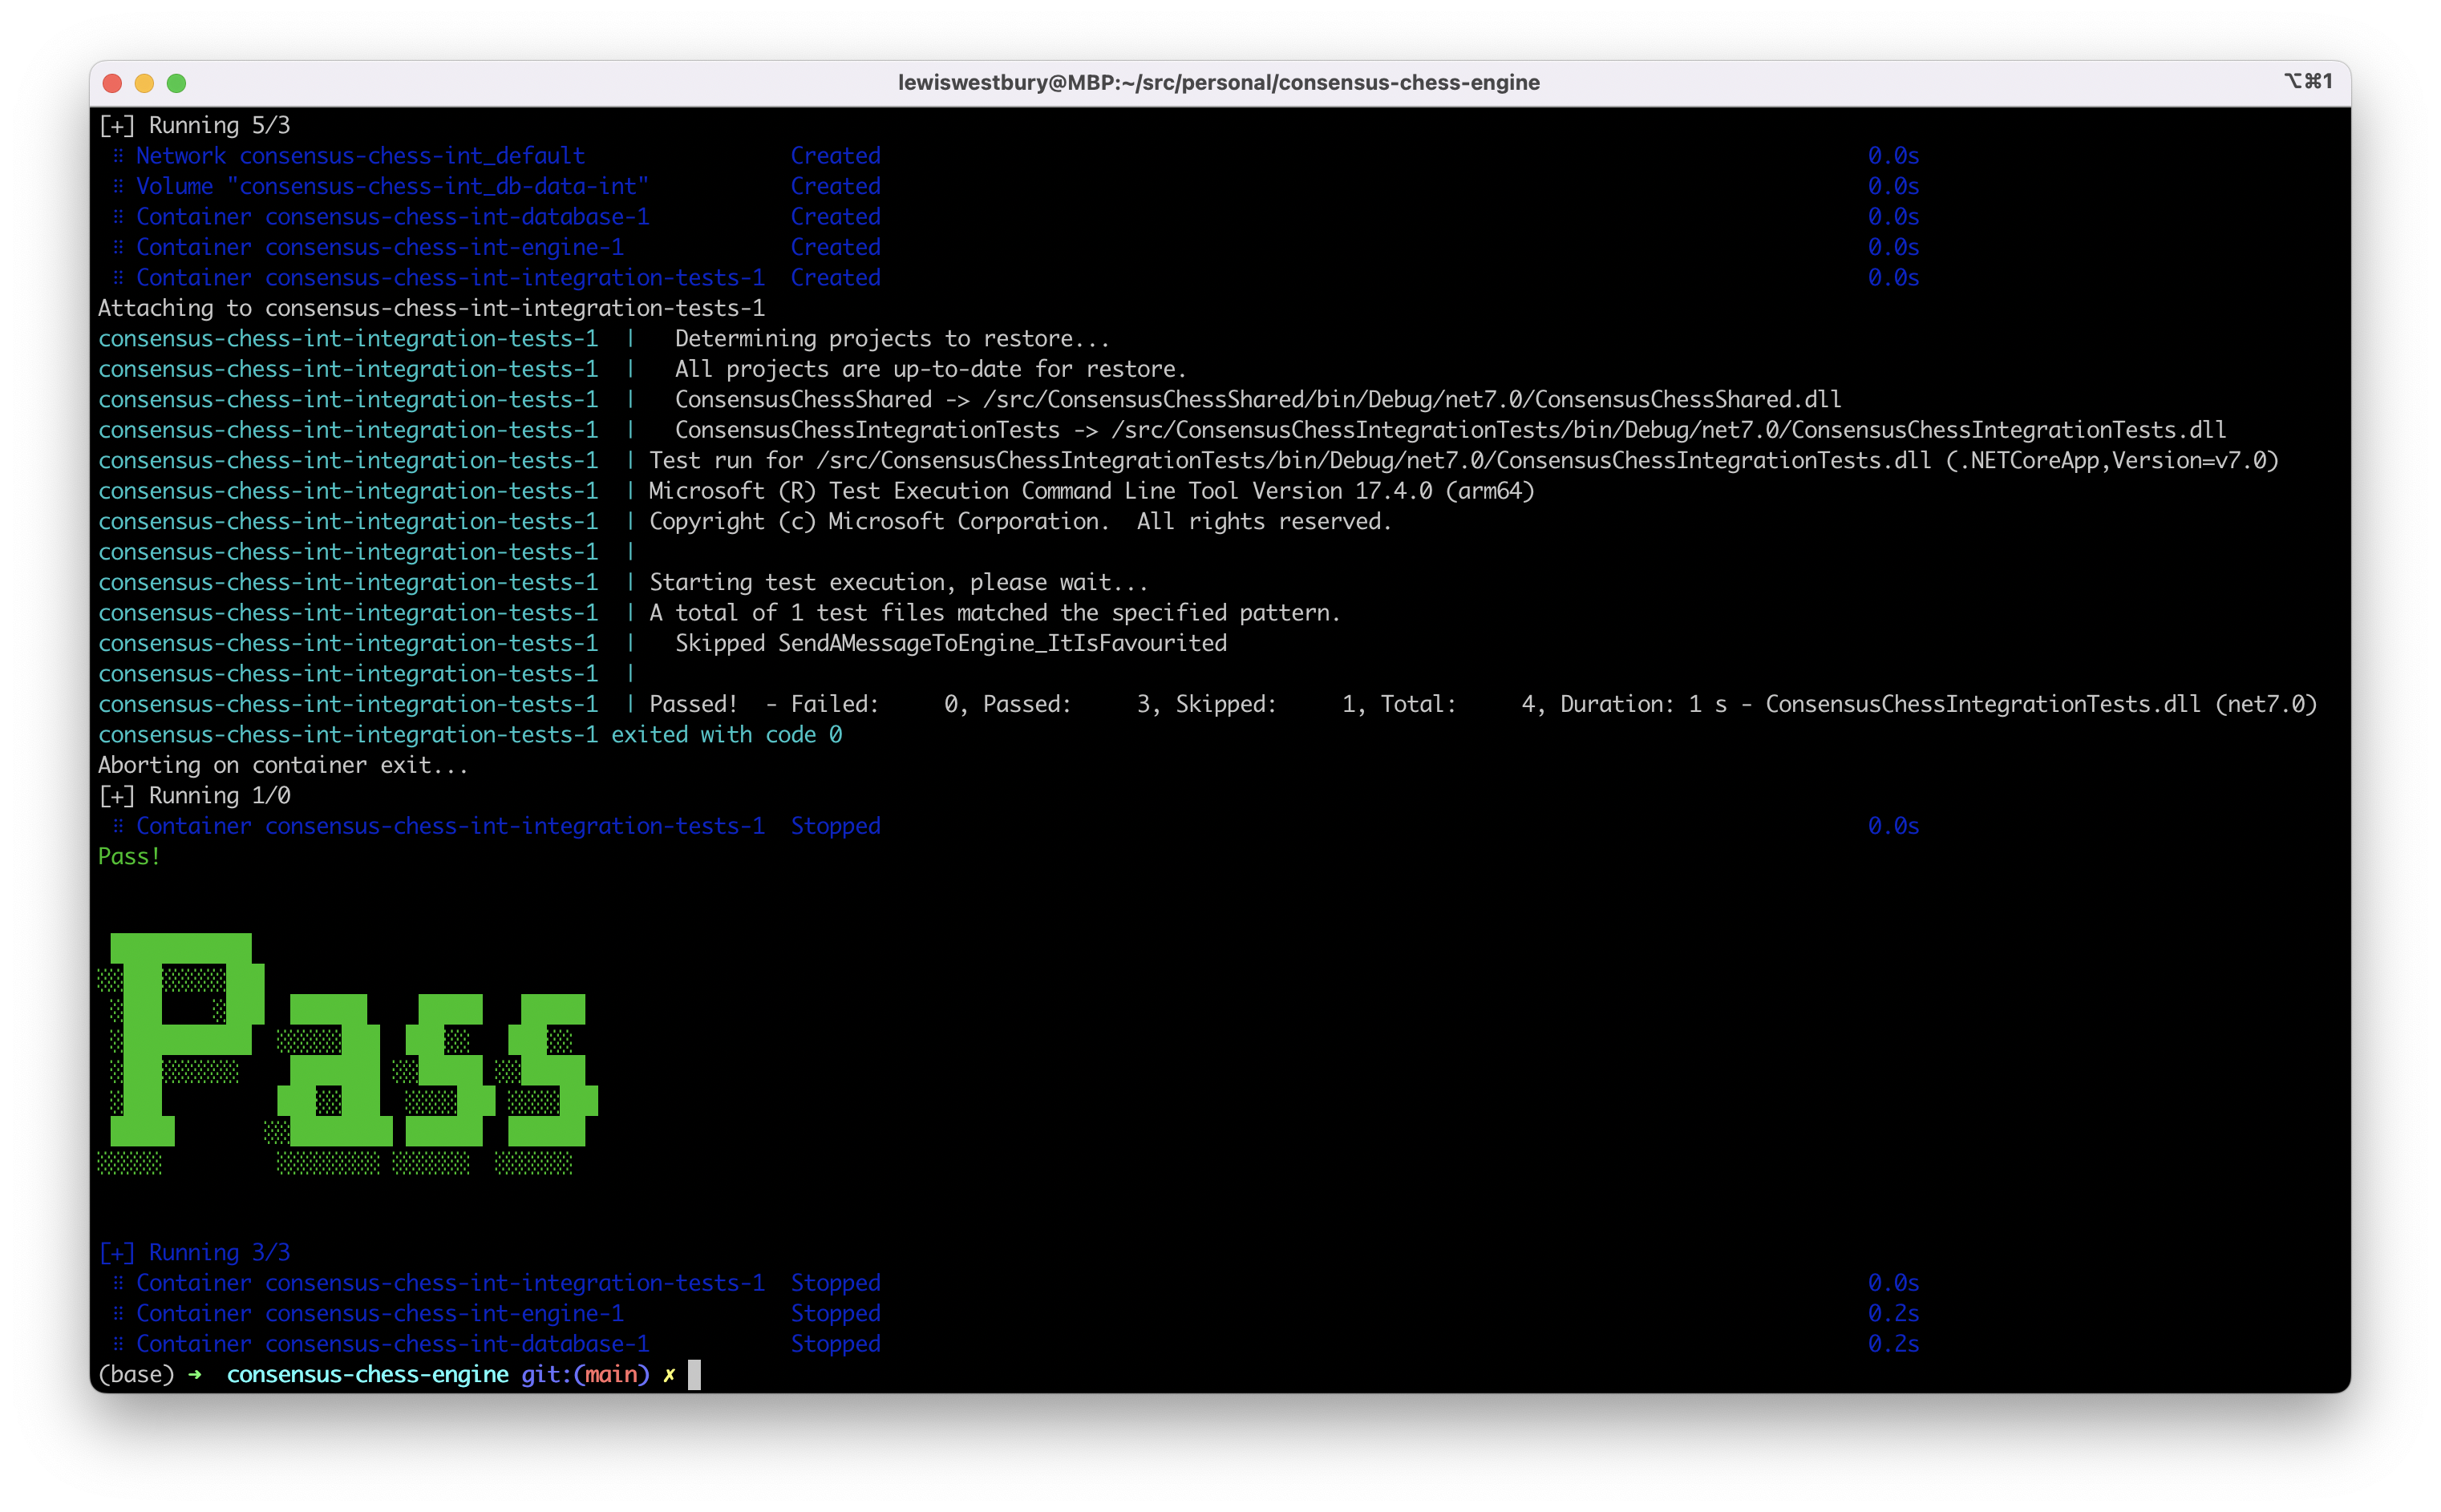 lewiswestbury@MBP:~/src/personal/consensus-chess-engine ⌥⌘1
[+] Running 5/3
⠿ Network consensus-chess-int_default Created 0.0s
⠿ Volume "consensus-chess-int_db-data-int" Created 0.0s
⠿ Container consensus-chess-int-database-1 Created 0.0s
⠿ Container consensus-chess-int-engine-1 Created 0.0s
⠿ Container consensus-chess-int-integration-tests-1 Created 0.0s
Attaching to consensus-chess-int-integration-tests-1
consensus-chess-int-integration-tests-1 | Determining projects to restore...
consensus-chess-int-integration-tests-1 | All projects are up-to-date for restore.
consensus-chess-int-integration-tests-1 | ConsensusChessShared -> /src/ConsensusChessShared/bin/Debug/net7.0/ConsensusChessShared.dll
consensus-chess-int-integration-tests-1 | ConsensusChessIntegrationTests -> /src/ConsensusChessIntegrationTests/bin/Debug/net7.0/ConsensusChessIntegrationTests.dll
consensus-chess-int-integration-tests-1 | Test run for /src/ConsensusChessIntegrationTests/bin/Debug/net7.0/ConsensusChessIntegrationTests.dll (.NETCoreApp,Version=v7.0)
consensus-chess-int-integration-tests-1 | Microsoft (R) Test Execution Command Line Tool Version 17.4.0 (arm64)
consensus-chess-int-integration-tests-1 | Copyright (c) Microsoft Corporation.  All rights reserved.
consensus-chess-int-integration-tests-1 |
consensus-chess-int-integration-tests-1 | Starting test execution, please wait...
consensus-chess-int-integration-tests-1 | A total of 1 test files matched the specified pattern.
consensus-chess-int-integration-tests-1 | Skipped SendAMessageToEngine_ItIsFavourited
consensus-chess-int-integration-tests-1 |
consensus-chess-int-integration-tests-1 | Passed!  - Failed:     0, Passed:     3, Skipped:     1, Total:     4, Duration: 1 s - ConsensusChessIntegrationTests.dll (net7.0)
consensus-chess-int-integration-tests-1 exited with code 0
Aborting on container exit...
[+] Running 1/0
⠿ Container consensus-chess-int-integration-tests-1 Stopped 0.0s
Pass!
Pass
[+] Running 3/3
⠿ Container consensus-chess-int-integration-tests-1 Stopped 0.0s
⠿ Container consensus-chess-int-engine-1 Stopped 0.2s
⠿ Container consensus-chess-int-database-1 Stopped 0.2s
(base) ➜ consensus-chess-engine git:(main) ✗